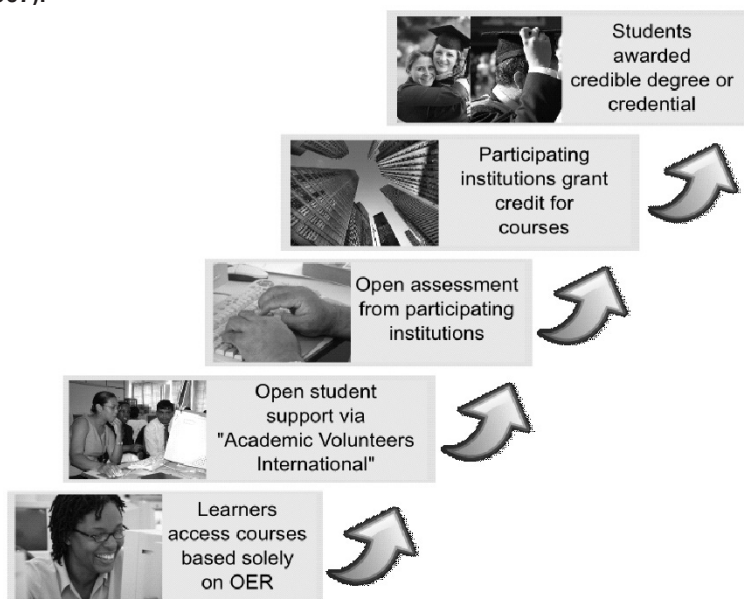 Students
awarded
credible degree or
credential
Participating
institutions grant
credit for
courses
Open assessment
from participating
institutions
Open student
support via
"Academic Volunteers
International"
Learners
access courses
based solely
on OER